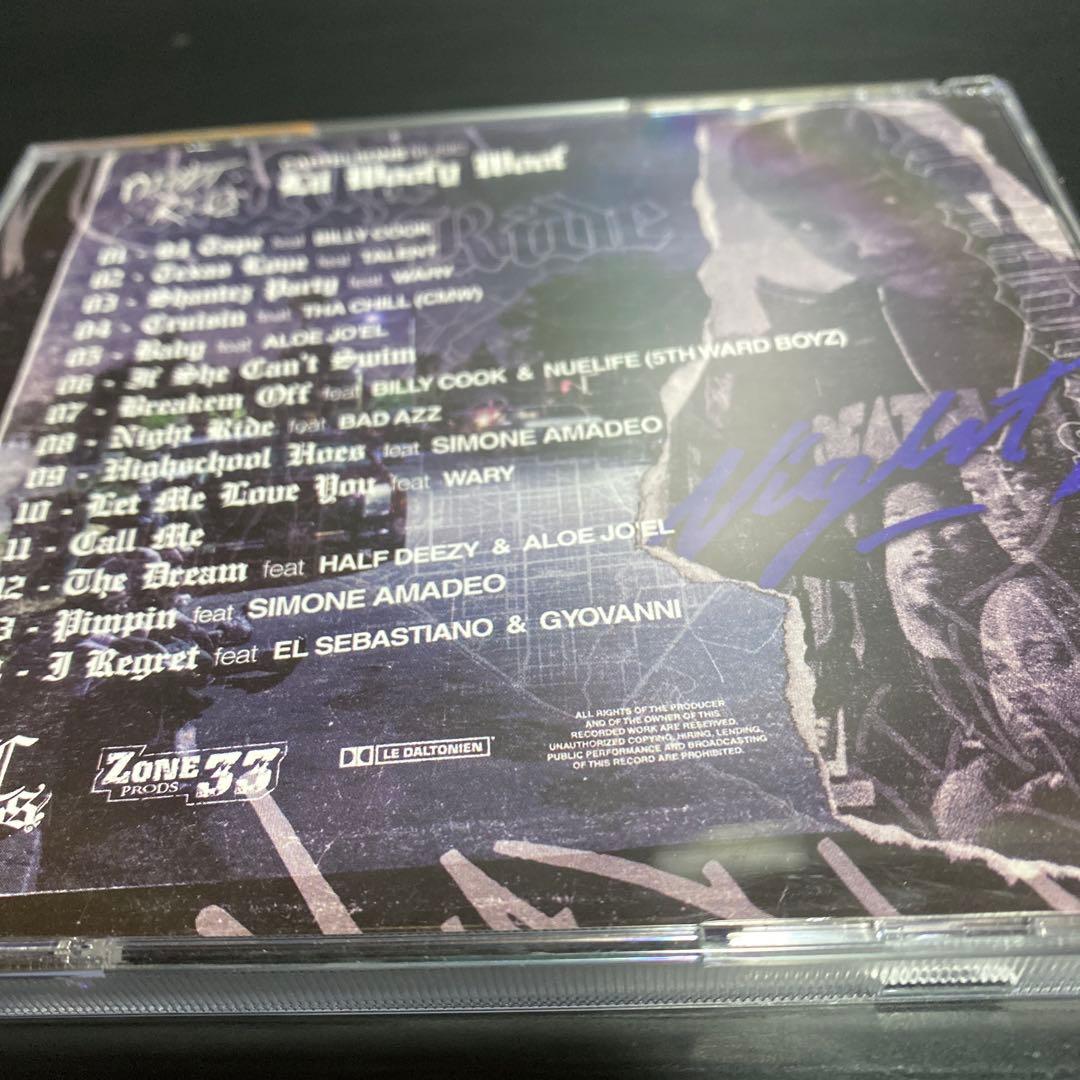 Lil Woofy Woof
Ride
01 - Da Tape feat BILLY COOK
02 - Texas Love feat TALENT
03 - Shantez Party feat WARY
04 - Cruisin feat THA CHILL (CMW)
05 - Baby feat ALOE JO'EL
06 - If She Can't Swim
07 - Breakem Off feat BILLY COOK & NUELIFE (5TH WARD BOYZ)
08 - Night Ride feat BAD AZZ
09 - Highschool Hoes feat SIMONE AMADEO
10 - Let Me Love You feat WARY
11 - Call Me
12 - The Dream feat HALF DEEZY & ALOE JO'EL
3 - Pimpin feat SIMONE AMADEO
- I Regret feat EL SEBASTIANO & GYOVANNI
Night
ZONE 33
PRODS
LE DALTONIEN
ALL RIGHTS OF THE PRODUCER
AND OF THE OWNER OF THIS
RECORDED WORK ARE RESERVED.
UNAUTHORIZED COPYING, HIRING, LENDING,
PUBLIC PERFORMANCE AND BROADCASTING
OF THIS RECORD ARE PROHIBITED.